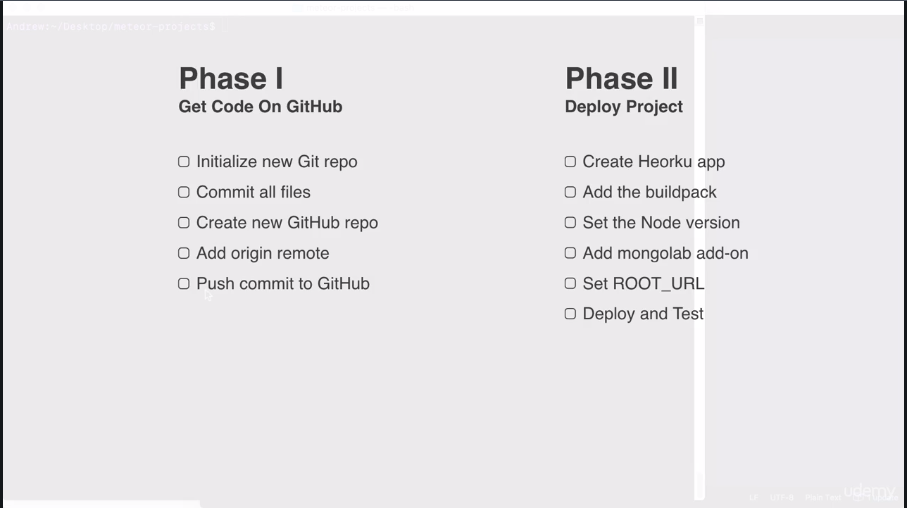 Andrew:~/Desktop/meteor-projects$
Phase I
Get Code On GitHub
Initialize new Git repo
Commit all files
Create new GitHub repo
Add origin remote
Push commit to GitHub
Phase II
Deploy Project
Create Heorku app
Add the buildpack
Set the Node version
Add mongolab add-on
Set ROOT_URL
Deploy and Test
udemy